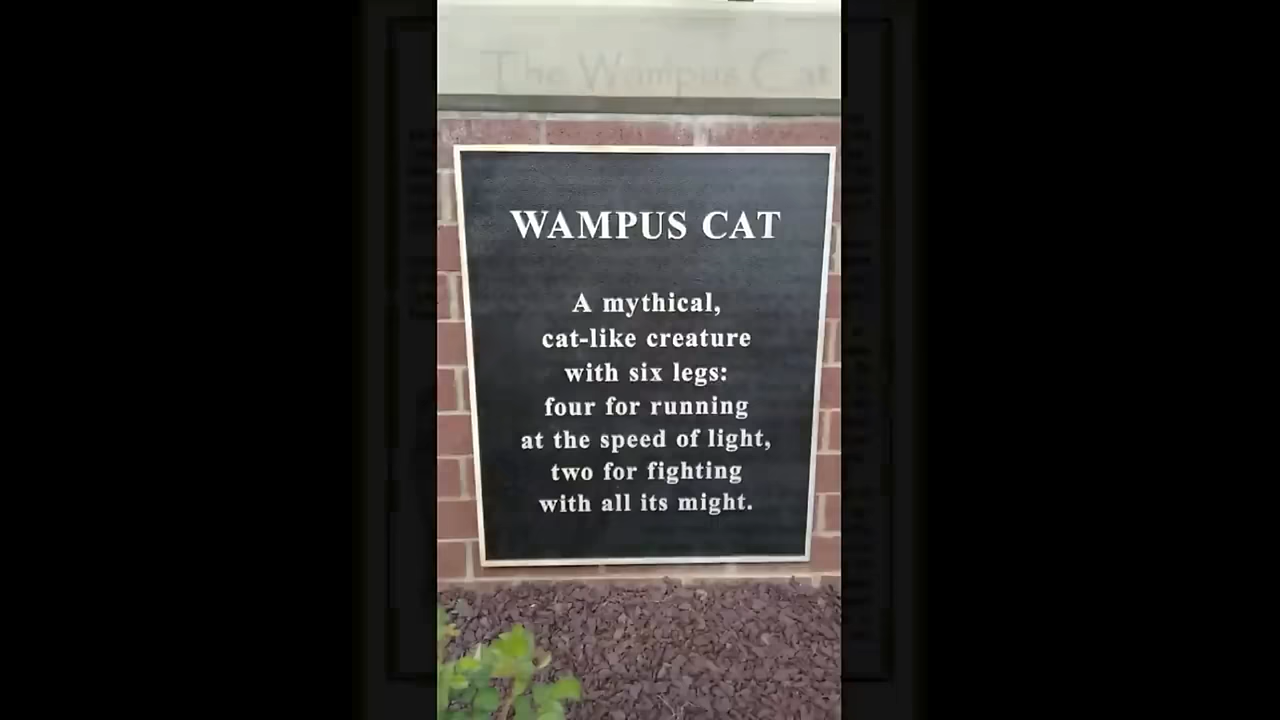 The Wampus Cat
WAMPUS CAT
A mythical,
cat-like creature
with six legs:
four for running
at the speed of light,
two for fighting
with all its might.